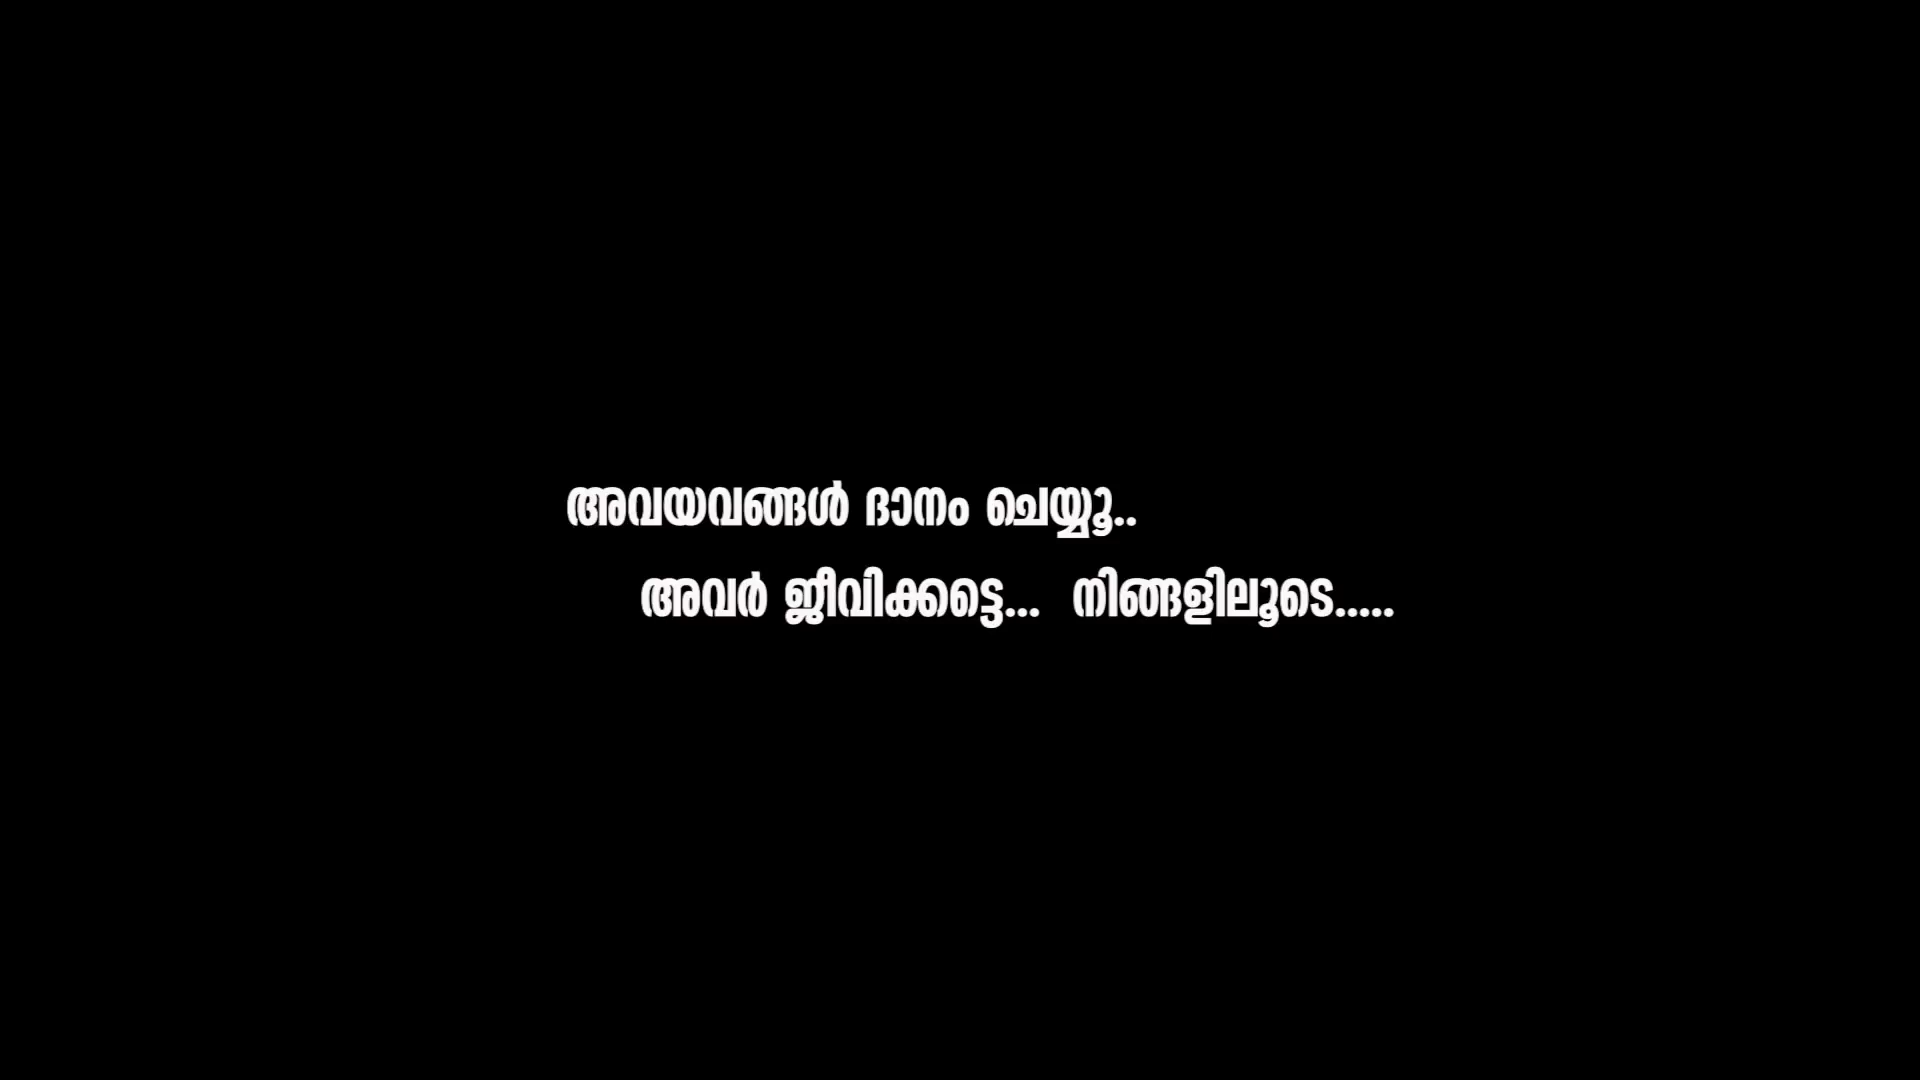 അവയവങ്ങൾ ദാനം ചെയ്യൂ..
അവർ ജീവിക്കട്ടെ... നിങ്ങളിലൂടെ.....